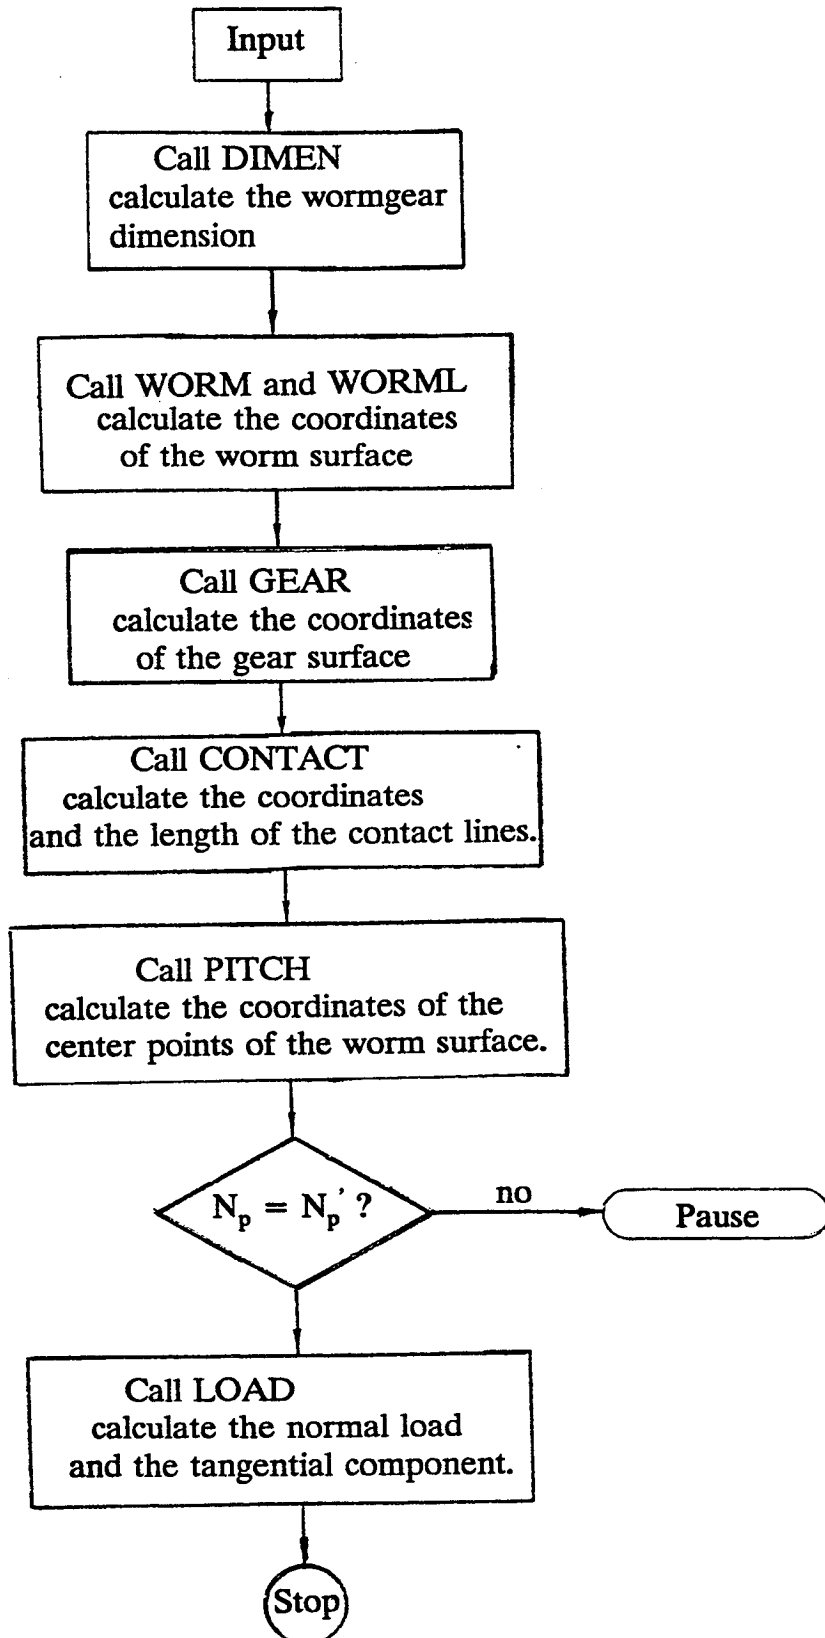 Input
Call DIMEN
calculate the wormgear
dimension
Call WORM and WORML
calculate the coordinates
of the worm surface
Call GEAR
calculate the coordinates
of the gear surface
Call CONTACT
calculate the coordinates
and the length of the contact lines.
Call PITCH
calculate the coordinates of the
center points of the worm surface.
Nₚ = Nₚ' ?
no
Pause
Call LOAD
calculate the normal load
and the tangential component.
Stop